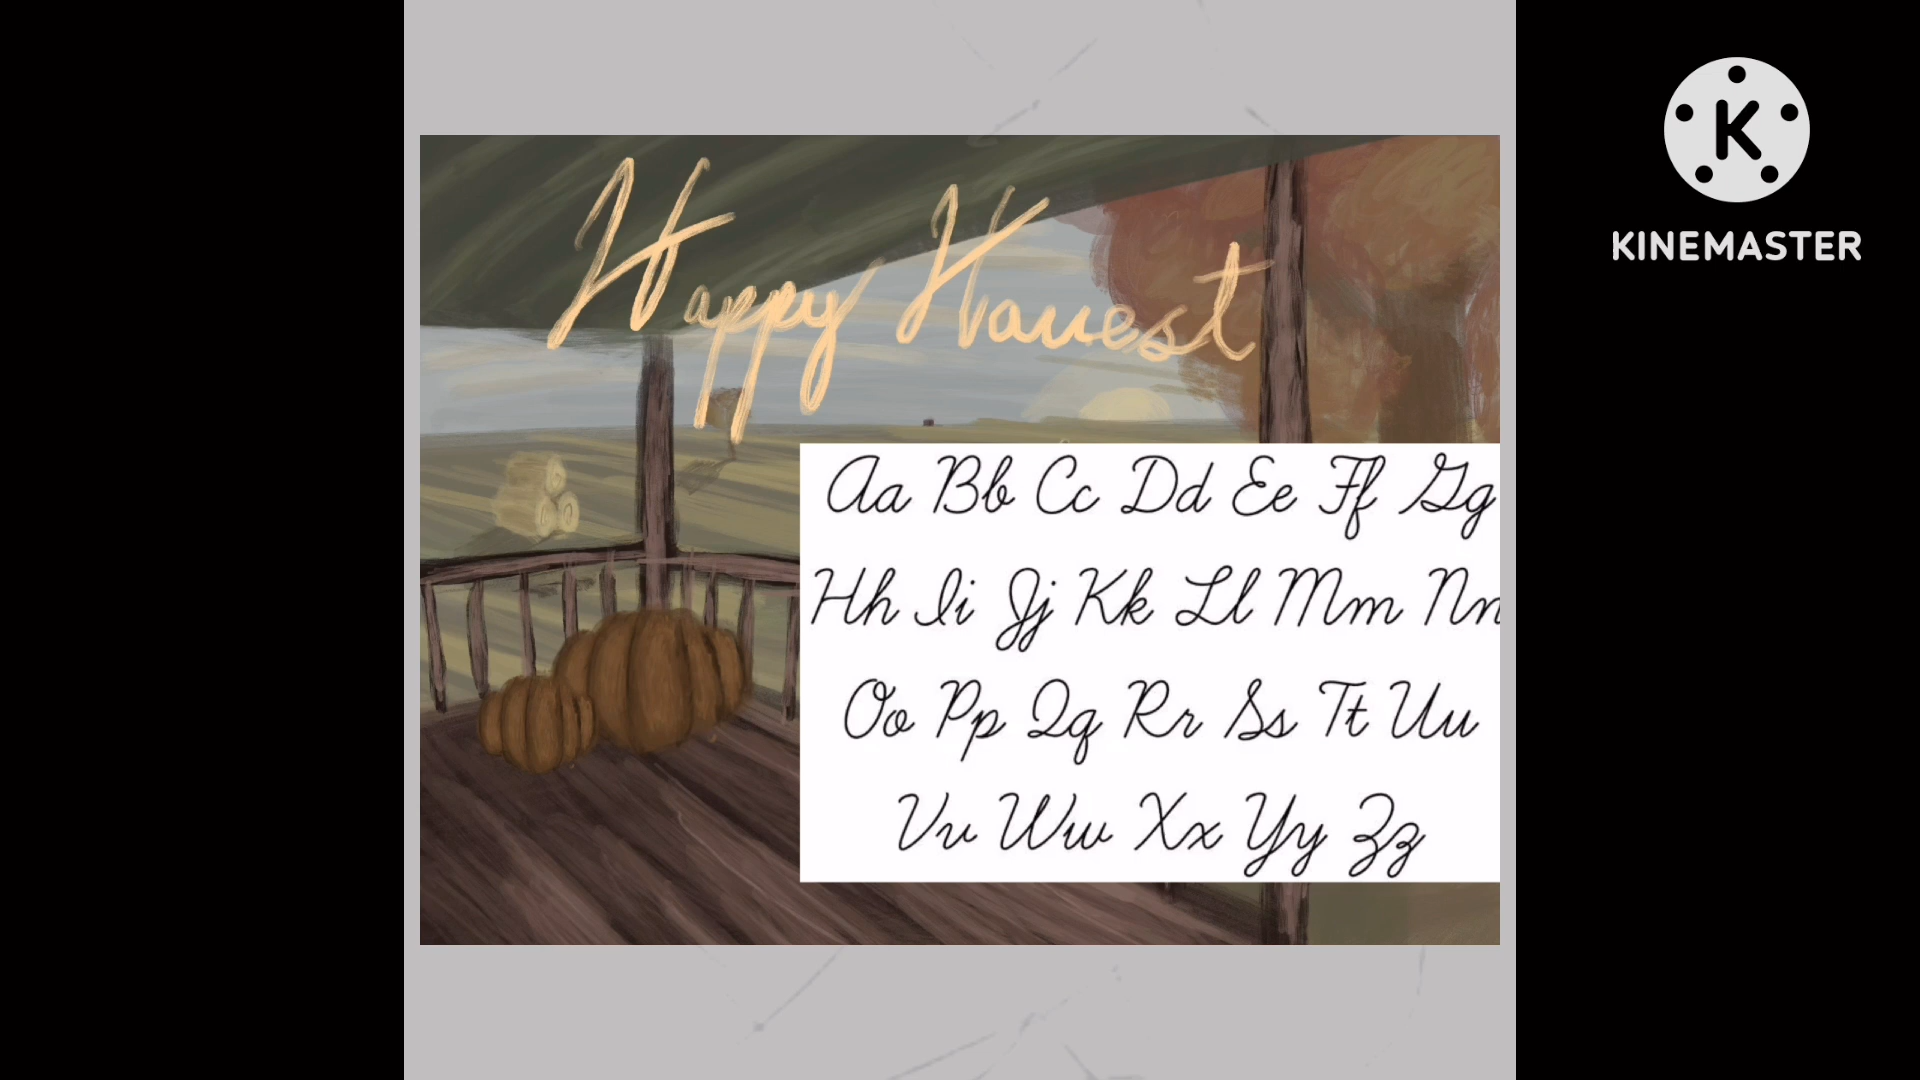 Happy Havest
KINEMASTER
Aa Bb Cc Dd Ee Ff Gg
Hh Ii Jj Kk Ll Mm Nn
Oo Pp Qq Rr Ss Tt Uu
Vv Ww Xx Yy Zz